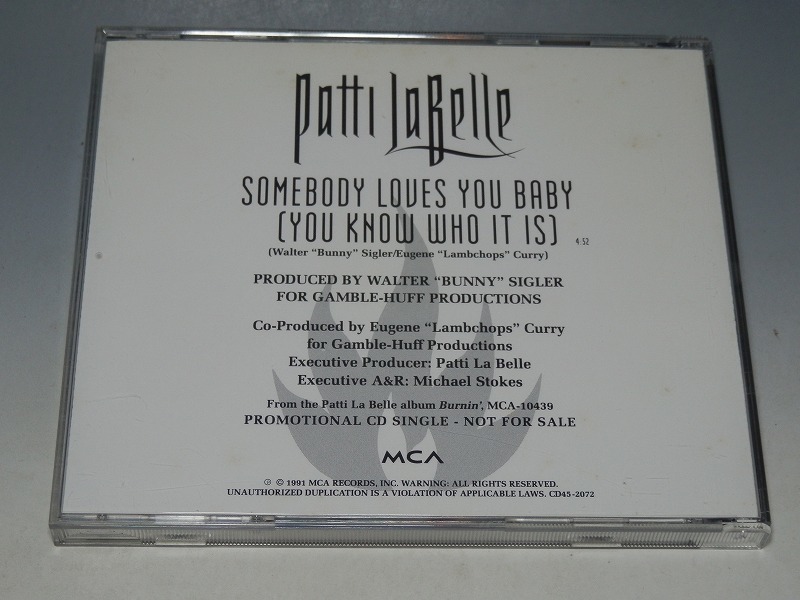 Patti LaBelle
SOMEBODY LOVES YOU BABY
(YOU KNOW WHO IT IS) 4:52
(Walter "Bunny" Sigler/Eugene "Lambchops" Curry)
PRODUCED BY WALTER "BUNNY" SIGLER
FOR GAMBLE-HUFF PRODUCTIONS
Co-Produced by Eugene "Lambchops" Curry
for Gamble-Huff Productions
Executive Producer: Patti La Belle
Executive A&R: Michael Stokes
From the Patti La Belle album Burnin', MCA-10439
PROMOTIONAL CD SINGLE - NOT FOR SALE
MCA
℗ © 1991 MCA RECORDS, INC. WARNING: ALL RIGHTS RESERVED.
UNAUTHORIZED DUPLICATION IS A VIOLATION OF APPLICABLE LAWS. CD45-2072